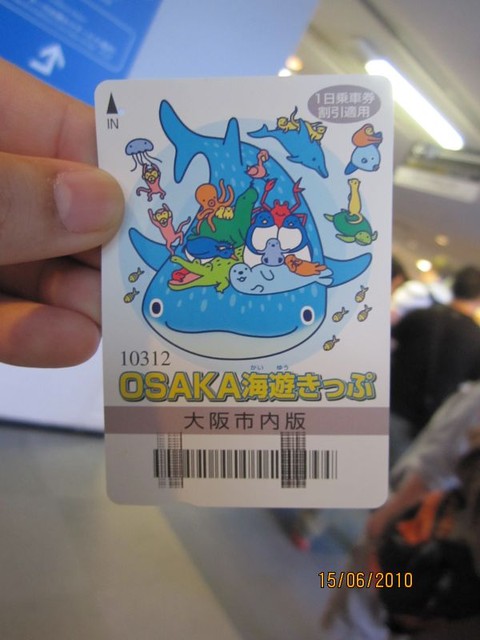 1日乗車券
割引適用
IN
10312
かいゆう
OSAKA海遊きっぷ
大阪市内版
15/06/2010